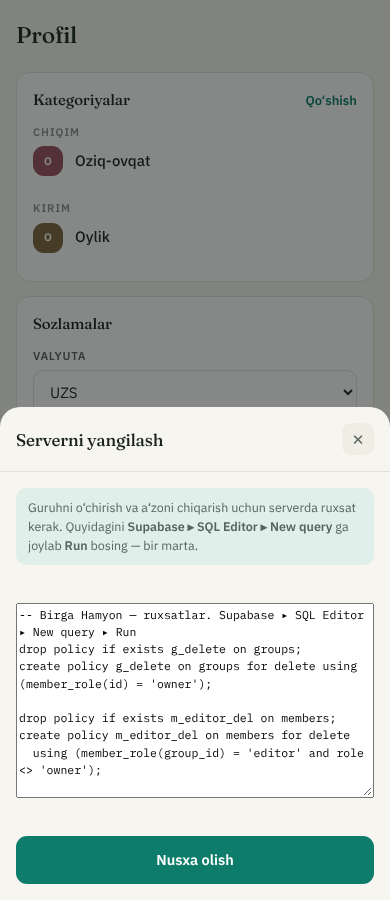 Profil
Kategoriyalar
Qo‘shish
CHIQIM
O
Oziq-ovqat
KIRIM
O
Oylik
Sozlamalar
VALYUTA
UZS
Serverni yangilash
×
Guruhni o‘chirish va a’zoni chiqarish uchun serverda ruxsat
kerak. Quyidagini Supabase ▸ SQL Editor ▸ New query ga
joylab Run bosing — bir marta.
-- Birga Hamyon — ruxsatlar. Supabase ▸ SQL Editor
▸ New query ▸ Run
drop policy if exists g_delete on groups;
create policy g_delete on groups for delete using
(member_role(id) = 'owner');
drop policy if exists m_editor_del on members;
create policy m_editor_del on members for delete
using (member_role(group_id) = 'editor' and role
<> 'owner');
Nusxa olish